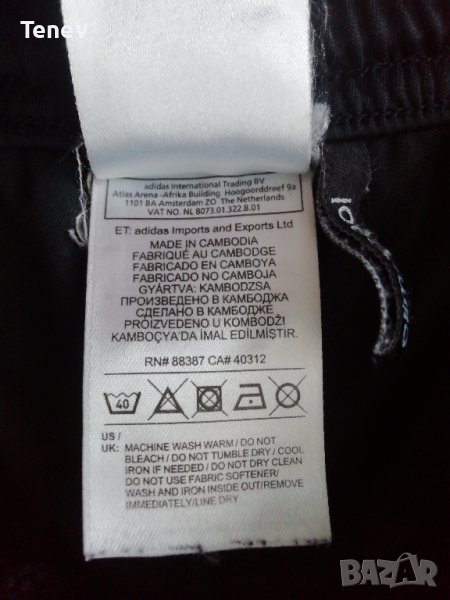 Tenev
adidas International Trading BV
Atlas Arena -Afrika Building Hoogoorddreef 9a
1101 BA Amsterdam ZO The Netherlands
VAT NO. NL 8073.01.322.B.01
ET: adidas Imports and Exports Ltd
MADE IN CAMBODIA
FABRIQUÉ AU CAMBODGE
FABRICADO EN CAMBOYA
FABRICADO NO CAMBOJA
GYÁRTVA: KAMBODZSA
ПРОИЗВЕДЕНО В КАМБОДЖА
СДЕЛАНО В КАМБОДЖЕ
PROIZVEDENO U KOMBODŽI
KAMBOÇYA'DA İMAL EDİLMİŞTİR.
RN# 88387 CA# 40312
40
US /
UK: MACHINE WASH WARM / DO NOT
BLEACH / DO NOT TUMBLE DRY / COOL
IRON IF NEEDED / DO NOT DRY CLEAN
DO NOT USE FABRIC SOFTENER/
WASH AND IRON INSIDE OUT/REMOVE
IMMEDIATELY/LINE DRY
BAZAR